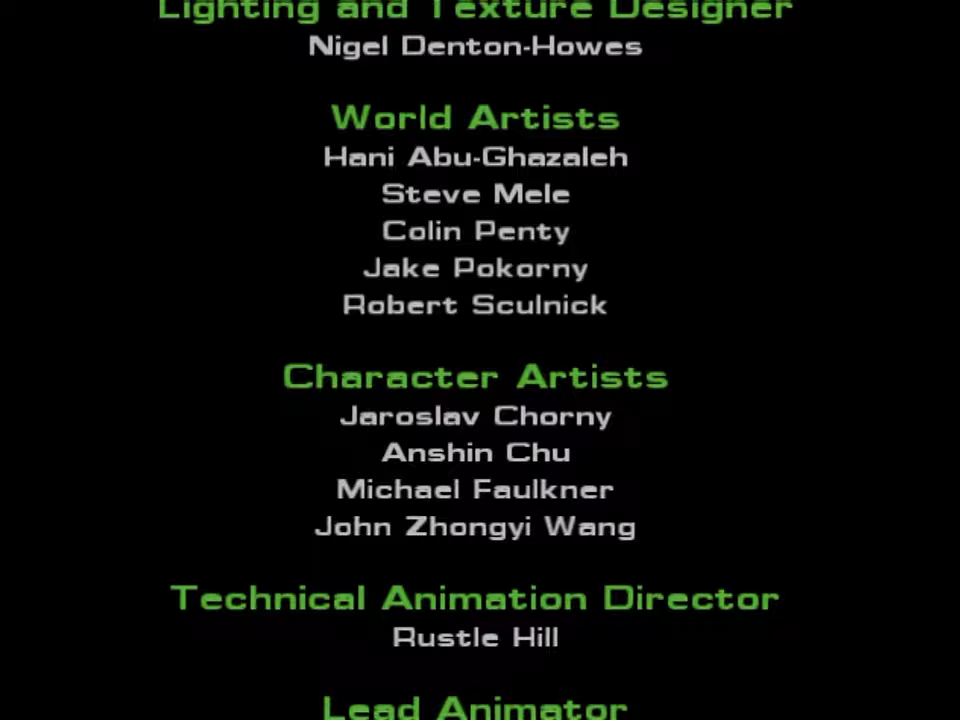 Lighting and Texture Designer
Nigel Denton-Howes
World Artists
Hani Abu-Ghazaleh
Steve Mele
Colin Penty
Jake Pokorny
Robert Sculnick
Character Artists
Jaroslav Chorny
Anshin Chu
Michael Faulkner
John Zhongyi Wang
Technical Animation Director
Rustle Hill
Lead Animator